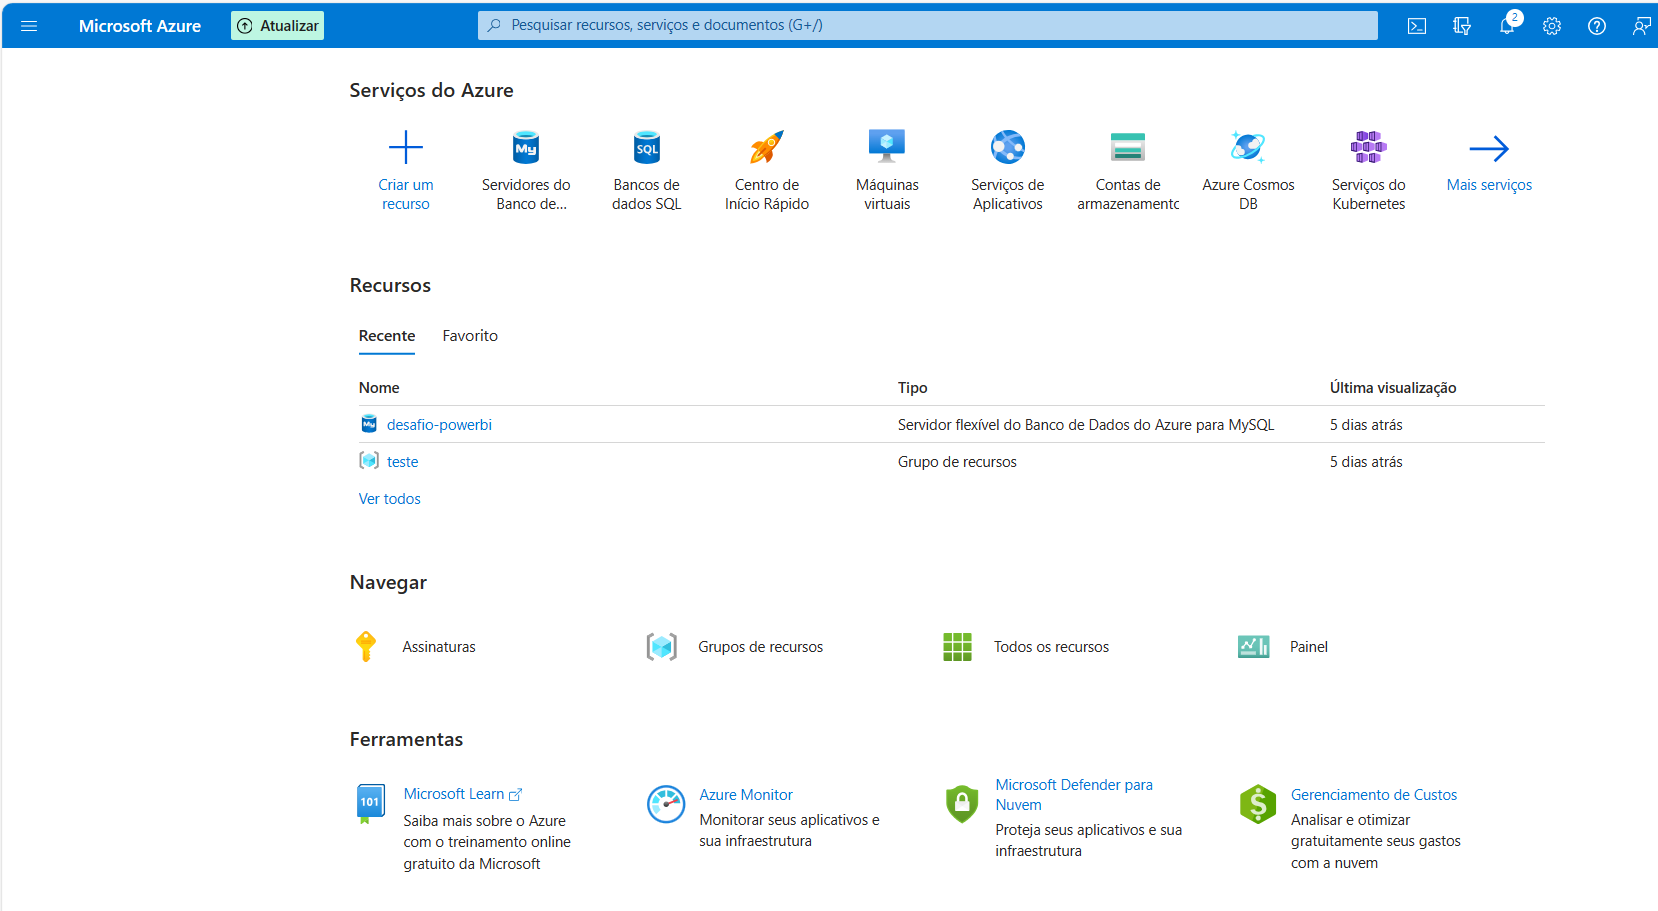 Microsoft Azure
Atualizar
Pesquisar recursos, serviços e documentos (G+/)
2
Serviços do Azure
Criar um
recurso
My
Servidores do
Banco de...
SQL
Bancos de
dados SQL
Centro de
Início Rápido
Máquinas
virtuais
Serviços de
Aplicativos
Contas de
armazenamento
Azure Cosmos
DB
Serviços do
Kubernetes
Mais serviços
Recursos
Recente Favorito
Nome Tipo Última visualização
My desafio-powerbi Servidor flexível do Banco de Dados do Azure para MySQL 5 dias atrás
teste Grupo de recursos 5 dias atrás
Ver todos
Navegar
Assinaturas Grupos de recursos Todos os recursos Painel
Ferramentas
101
Microsoft Learn
Saiba mais sobre o Azure
com o treinamento online
gratuito da Microsoft
Azure Monitor
Monitorar seus aplicativos e
sua infraestrutura
Microsoft Defender para
Nuvem
Proteja seus aplicativos e sua
infraestrutura
$
Gerenciamento de Custos
Analisar e otimizar
gratuitamente seus gastos
com a nuvem